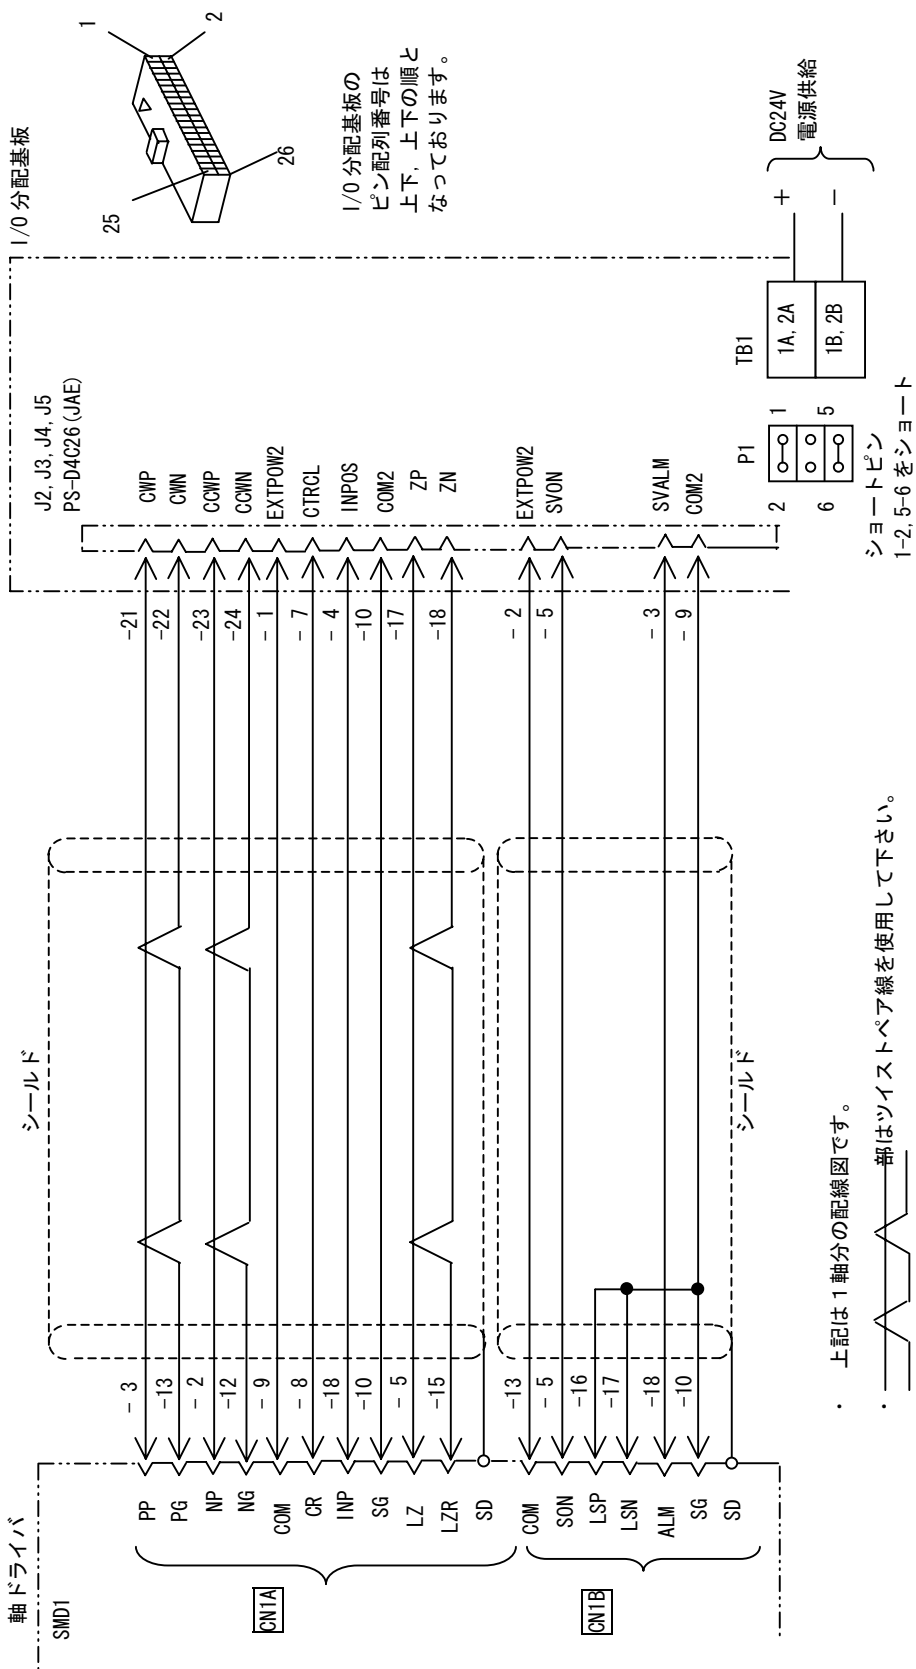 軸ドライバ
SMD1
CN1A
PP
PG
NP
NG
COM
CR
INP
SG
LZ
LZR
SD
CN1B
COM
SON
LSP
LSN
ALM
SG
SD
- 3
-13
- 2
-12
- 9
- 8
-18
-10
- 5
-15
-13
- 5
-16
-17
-18
-10
シールド
シールド
-21
-22
-23
-24
- 1
- 7
- 4
-10
-17
-18
- 2
- 5
- 3
- 9
I/O 分配基板
J2, J3, J4, J5
PS-D4C26 (JAE)
CWP
CWN
CCWP
CCWN
EXTPOW2
CTRCL
INPOS
COM2
ZP
ZN
EXTPOW2
SVON
SVALM
COM2
P1
2
1
6
5
ショートピン
1-2, 5-6 をショート
TB1
1A, 2A
1B, 2B
+
-
DC24V
電源供給
25
1
26
2
I/O 分配基板の
ピン配列番号は
上下, 上下の順と
なっております。
・ 上記は 1 軸分の配線図です。
・ 部はツイストペア線を使用して下さい。